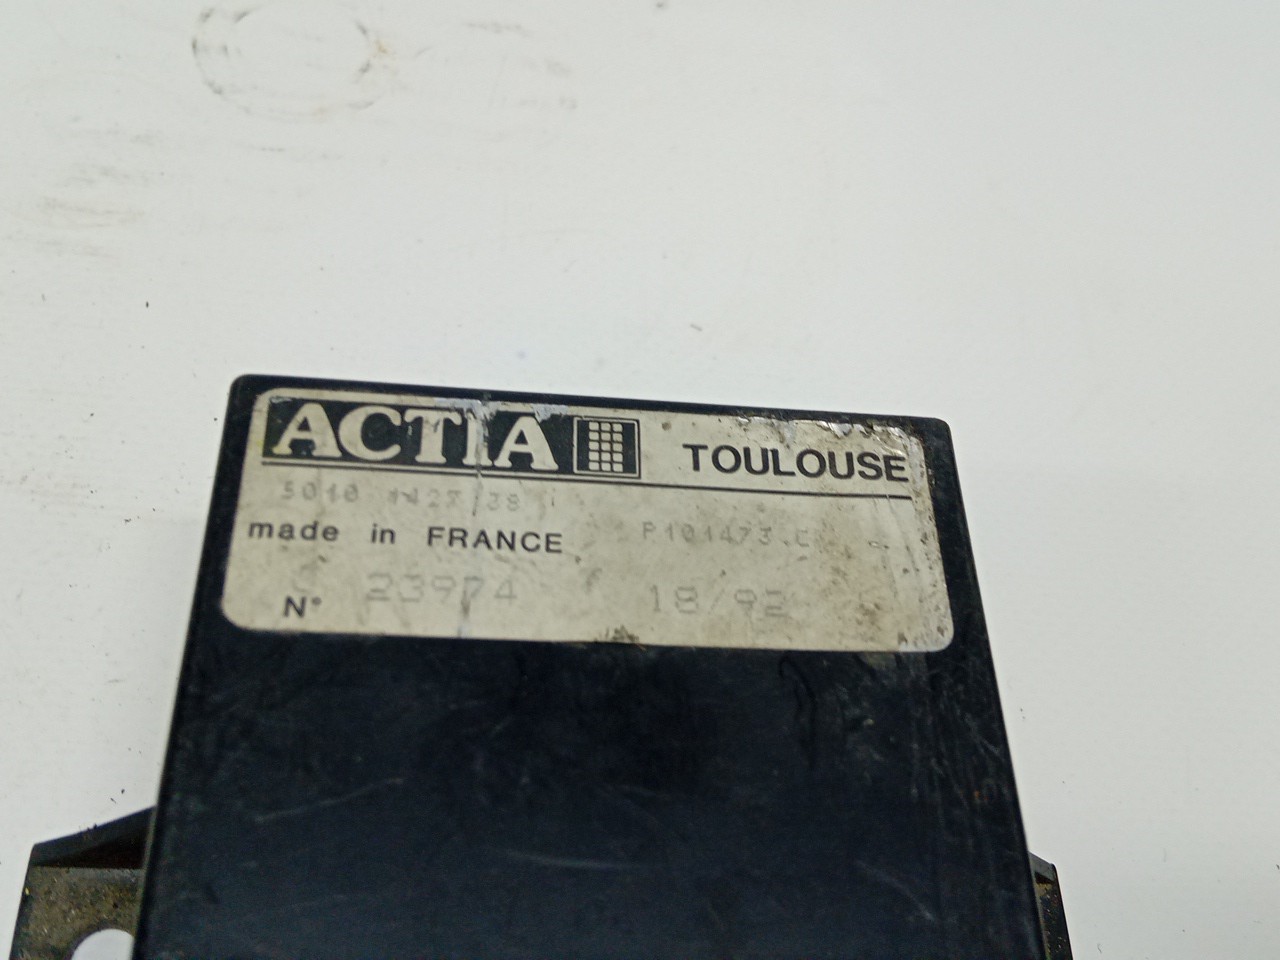 ACTIA TOULOUSE
5010 1427 38
made in FRANCE P101473.C
N° 23974 18/92